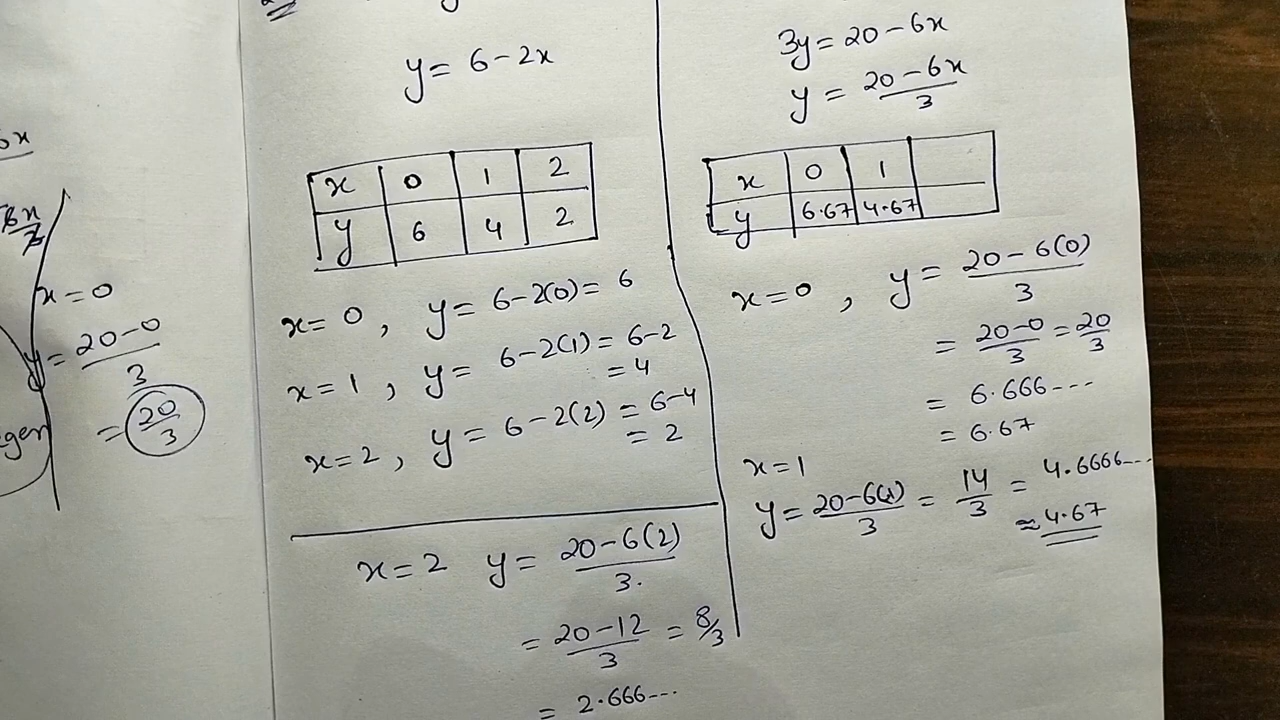 x = 0
y = 20 - 0 / 3
= 20/3
y = 6 - 2x
x 0 1 2
y 6 4 2
x = 0 , y = 6 - 2(0) = 6
x = 1 , y = 6 - 2(1) = 6 - 2
= 4
x = 2 , y = 6 - 2(2) = 6 - 4
= 2
x = 2 y = 20 - 6(2) / 3.
= 20 - 12 / 3 = 8/3
= 2.666---
3y = 20 - 6x
y = 20 - 6x / 3
x 0 1
y 6.67 4.67
x = 0 , y = 20 - 6(0) / 3
= 20 - 0 / 3 = 20/3
= 6.666---
= 6.67
x = 1
y = 20 - 6(1) / 3 = 14/3 = 4.6666---
≈ 4.67